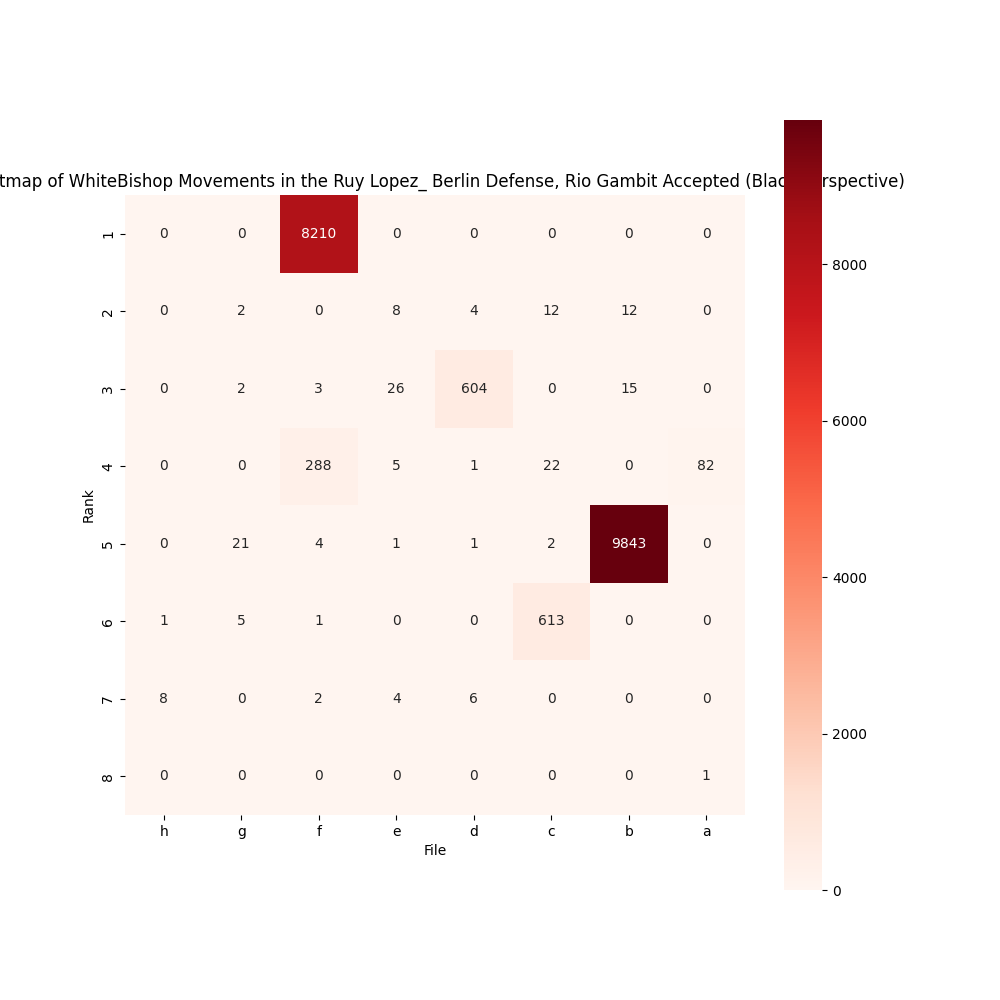 tmap of WhiteBishop Movements in the Ruy Lopez_ Berlin Defense, Rio Gambit Accepted (Blac rspective)
1 0 0 8210 0 0 0 0 0
2 0 2 0 8 4 12 12 0
3 0 2 3 26 604 0 15 0
4 0 0 288 5 1 22 0 82
5 0 21 4 1 1 2 9843 0
6 1 5 1 0 0 613 0 0
7 8 0 2 4 6 0 0 0
8 0 0 0 0 0 0 0 1
h g f e d c b a
File
Rank
8000
6000
4000
2000
0